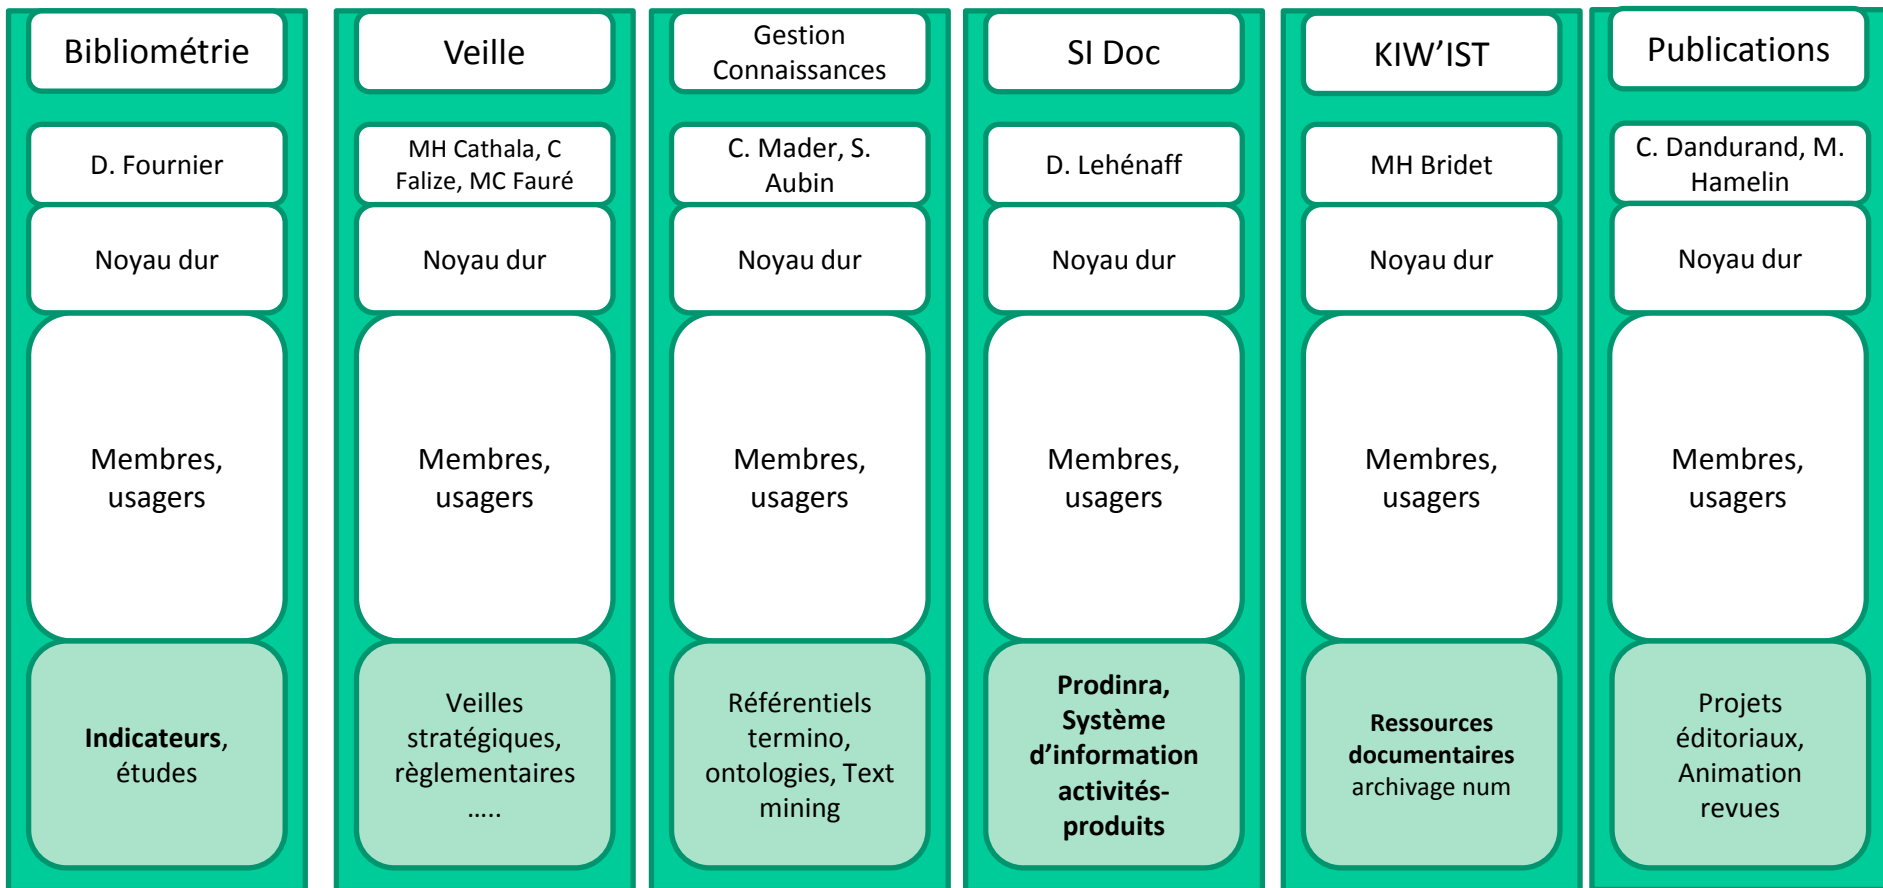 Bibliométrie
D. Fournier
Noyau dur
Membres,
usagers
Indicateurs,
études
Veille
MH Cathala, C
Falize, MC Fauré
Noyau dur
Membres,
usagers
Veilles
stratégiques,
règlementaires
.....
Gestion
Connaissances
C. Mader, S.
Aubin
Noyau dur
Membres,
usagers
Référentiels
termino,
ontologies, Text
mining
SI Doc
D. Lehénaff
Noyau dur
Membres,
usagers
Prodinra,
Système
d’information
activités-
produits
KIW’IST
MH Bridet
Noyau dur
Membres,
usagers
Ressources
documentaires
archivage num
Publications
C. Dandurand, M.
Hamelin
Noyau dur
Membres,
usagers
Projets
éditoriaux,
Animation
revues